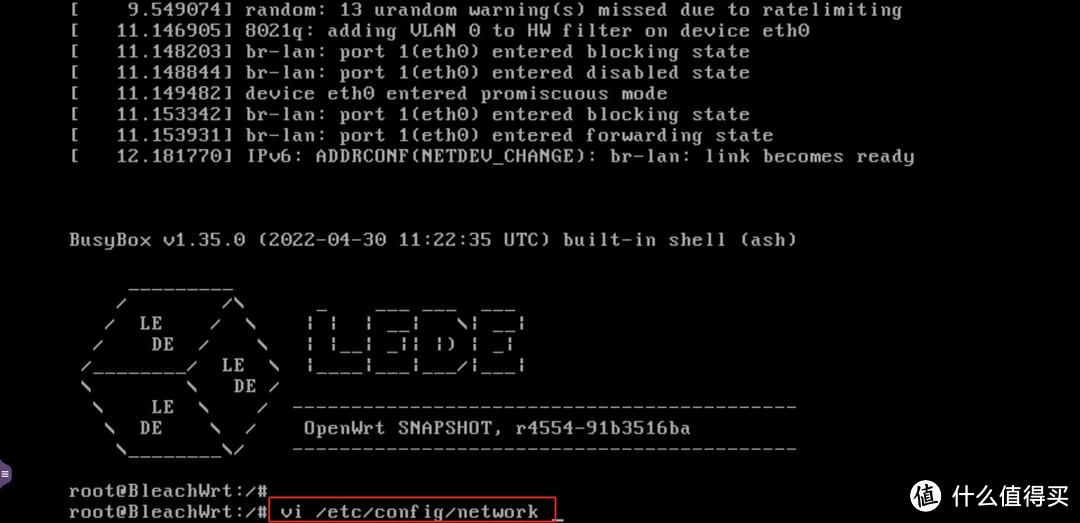 [    9.549074] random: 13 urandom warning(s) missed due to ratelimiting
[   11.146905] 8021q: adding VLAN 0 to HW filter on device eth0
[   11.148203] br-lan: port 1(eth0) entered blocking state
[   11.148844] br-lan: port 1(eth0) entered disabled state
[   11.149482] device eth0 entered promiscuous mode
[   11.153342] br-lan: port 1(eth0) entered blocking state
[   11.153931] br-lan: port 1(eth0) entered forwarding state
[   12.181770] IPv6: ADDRCONF(NETDEV_CHANGE): br-lan: link becomes ready
BusyBox v1.35.0 (2022-04-30 11:22:35 UTC) built-in shell (ash)
LE
DE
LEDE
LE
DE
LE
DE
OpenWrt SNAPSHOT, r4554-91b3516ba
root@BleachWrt:/#
root@BleachWrt:/# vi /etc/config/network
值 什么值得买